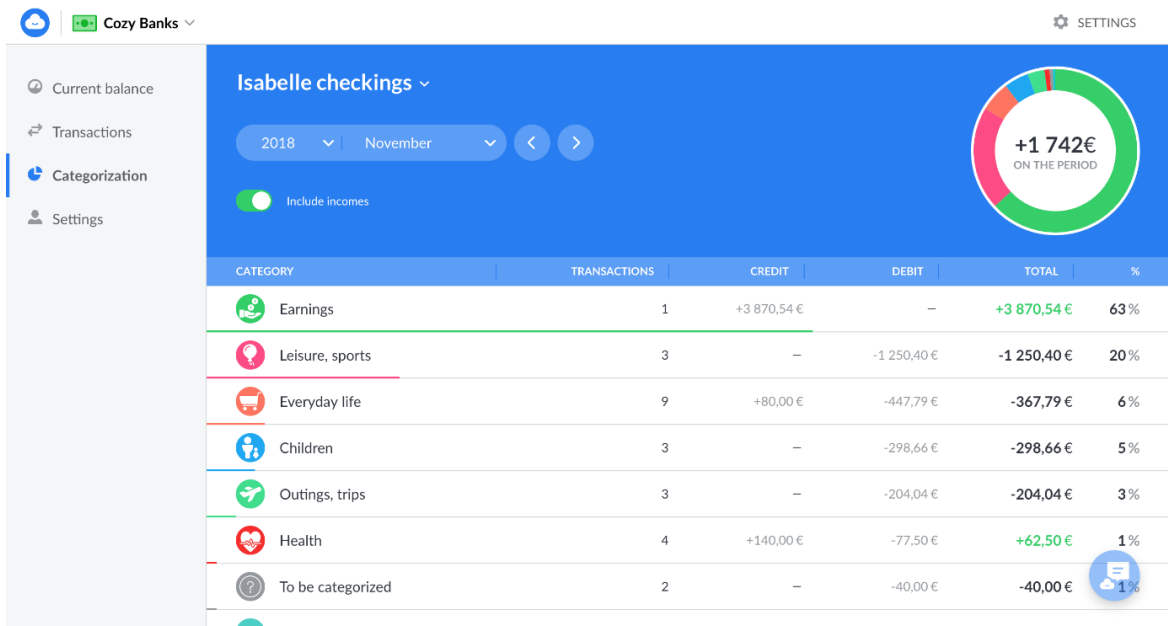 Cozy Banks
SETTINGS
Current balance
Transactions
Categorization
Settings
Isabelle checkings
2018 November
Include incomes
+1 742€
ON THE PERIOD
CATEGORY TRANSACTIONS CREDIT DEBIT TOTAL %
Earnings 1 +3 870,54 € – +3 870,54 € 63 %
Leisure, sports 3 – -1 250,40 € -1 250,40 € 20 %
Everyday life 9 +80,00 € -447,79 € -367,79 € 6 %
Children 3 – -298,66 € -298,66 € 5 %
Outings, trips 3 – -204,04 € -204,04 € 3 %
Health 4 +140,00 € -77,50 € +62,50 € 1 %
? To be categorized 2 – -40,00 € -40,00 € 1 %